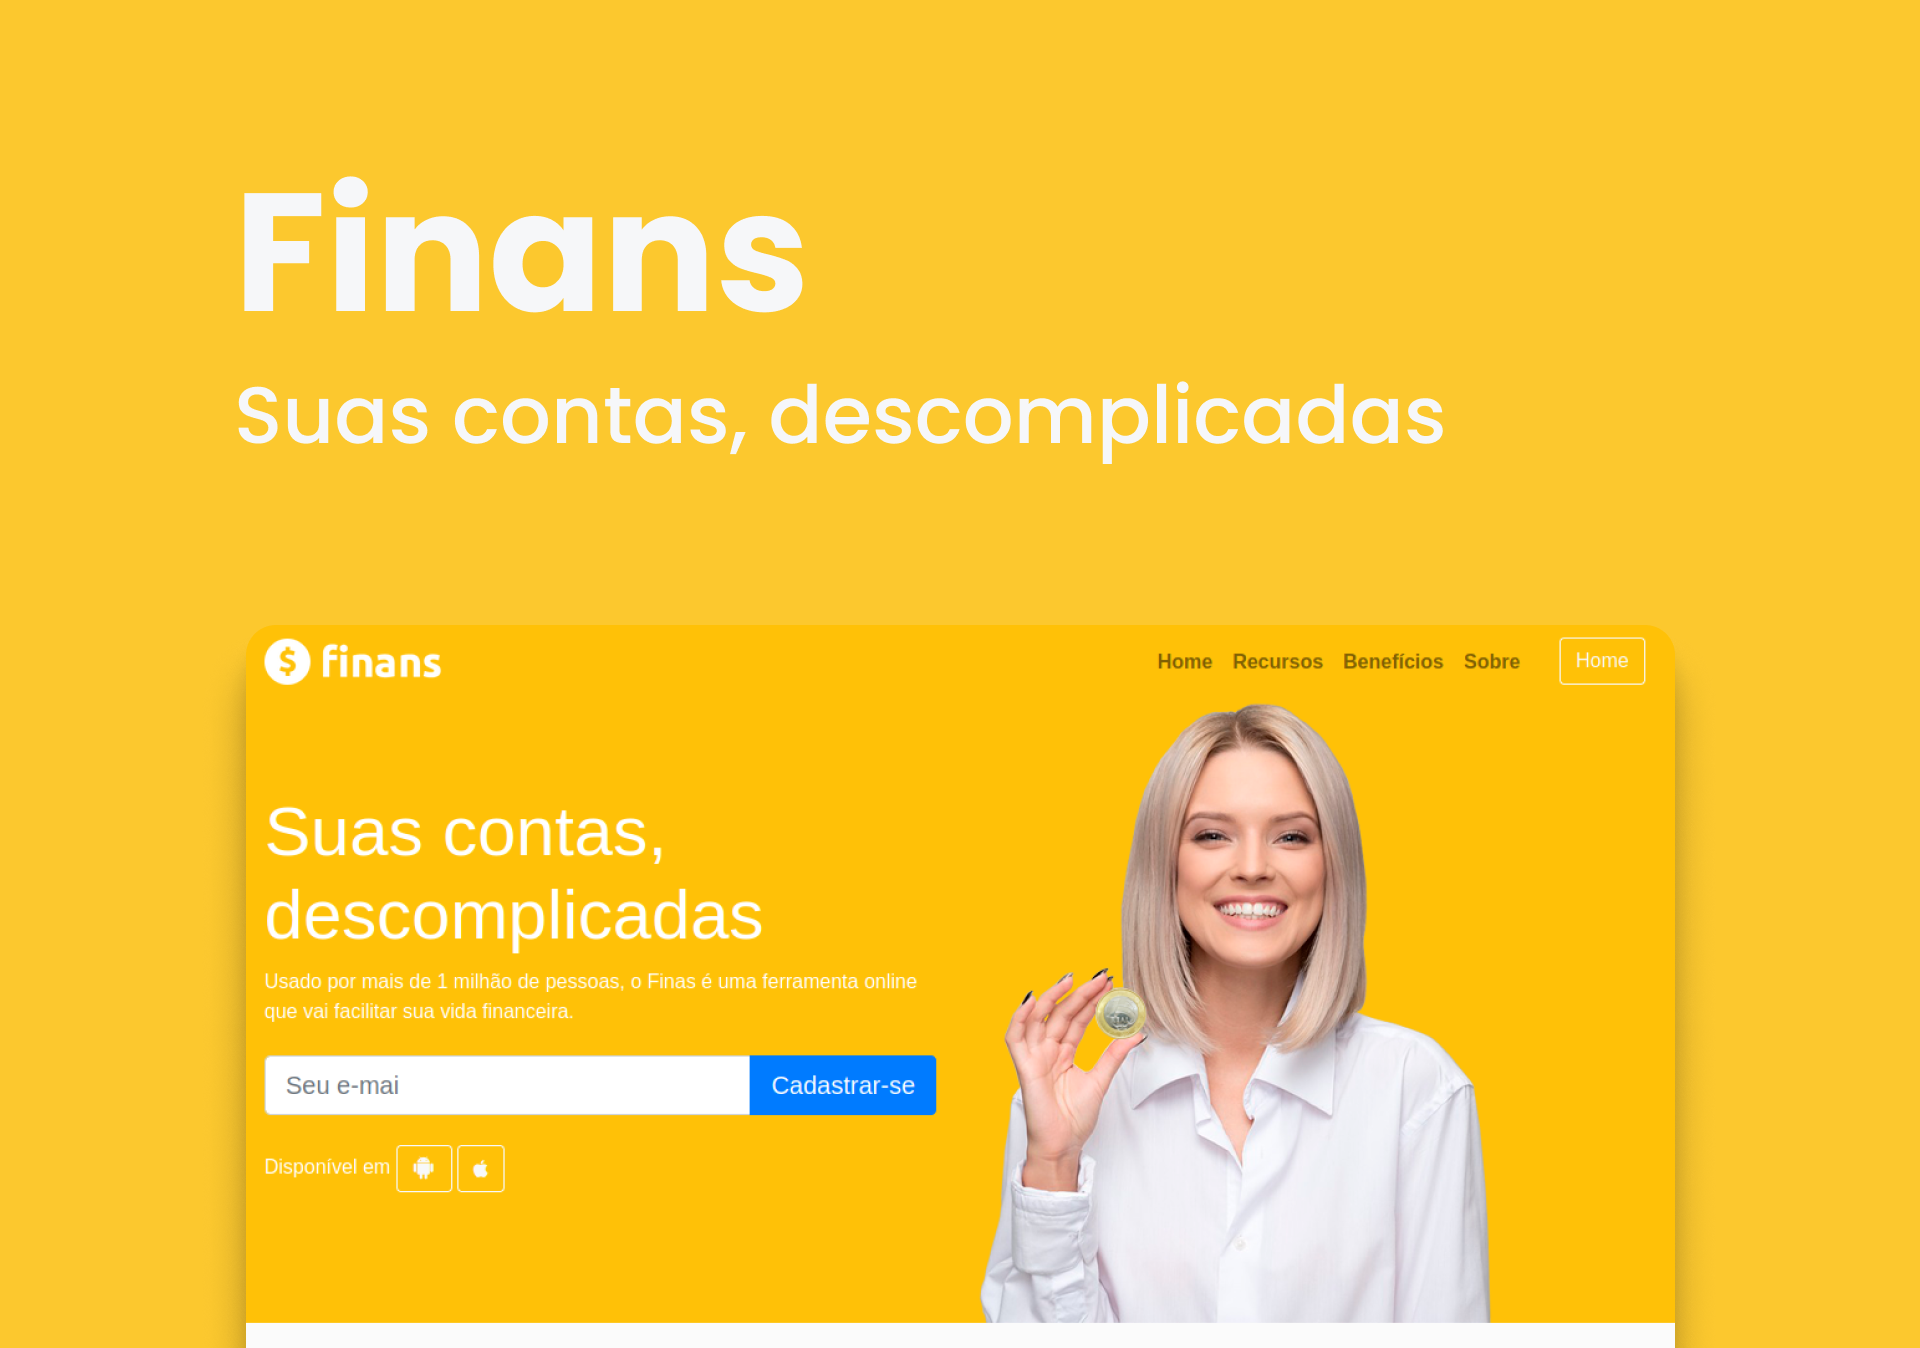 Finans
Suas contas, descomplicadas
$ finans
Home Recursos Benefícios Sobre Home
Suas contas,
descomplicadas
Usado por mais de 1 milhão de pessoas, o Finas é uma ferramenta online
que vai facilitar sua vida financeira.
Seu e-mai Cadastrar-se
Disponível em